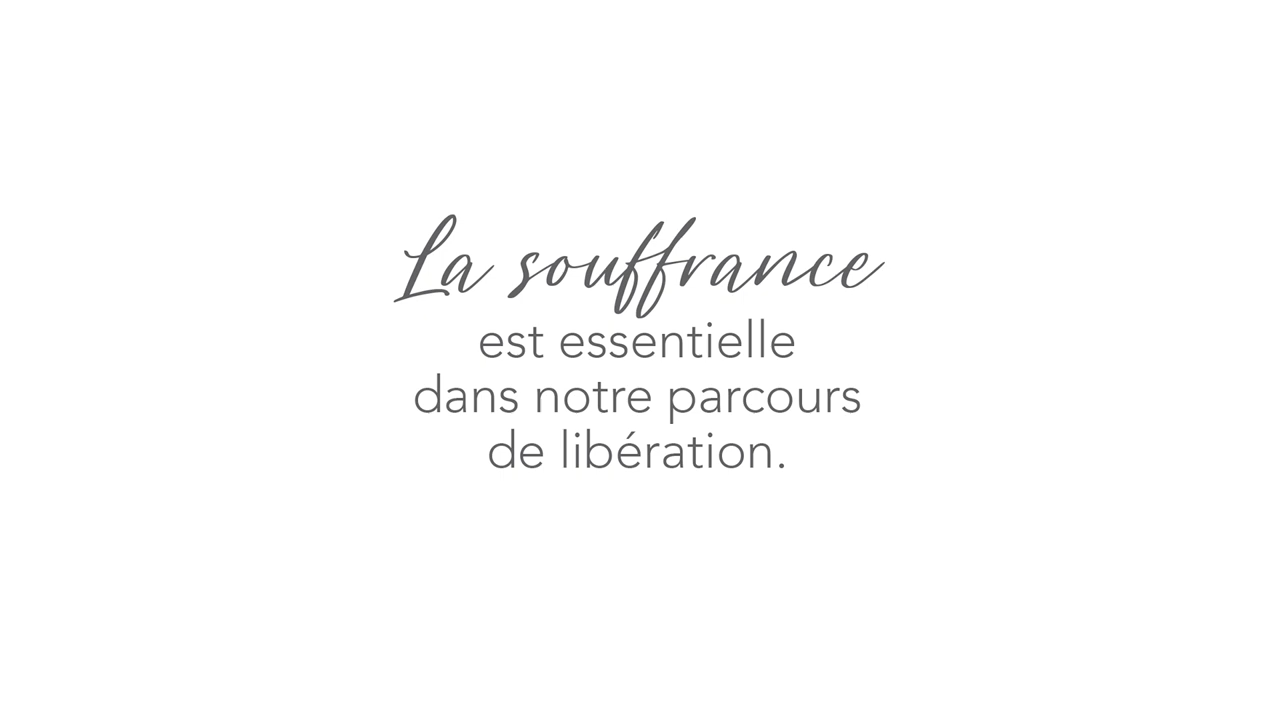 La souffrance
est essentielle
dans notre parcours
de libération.